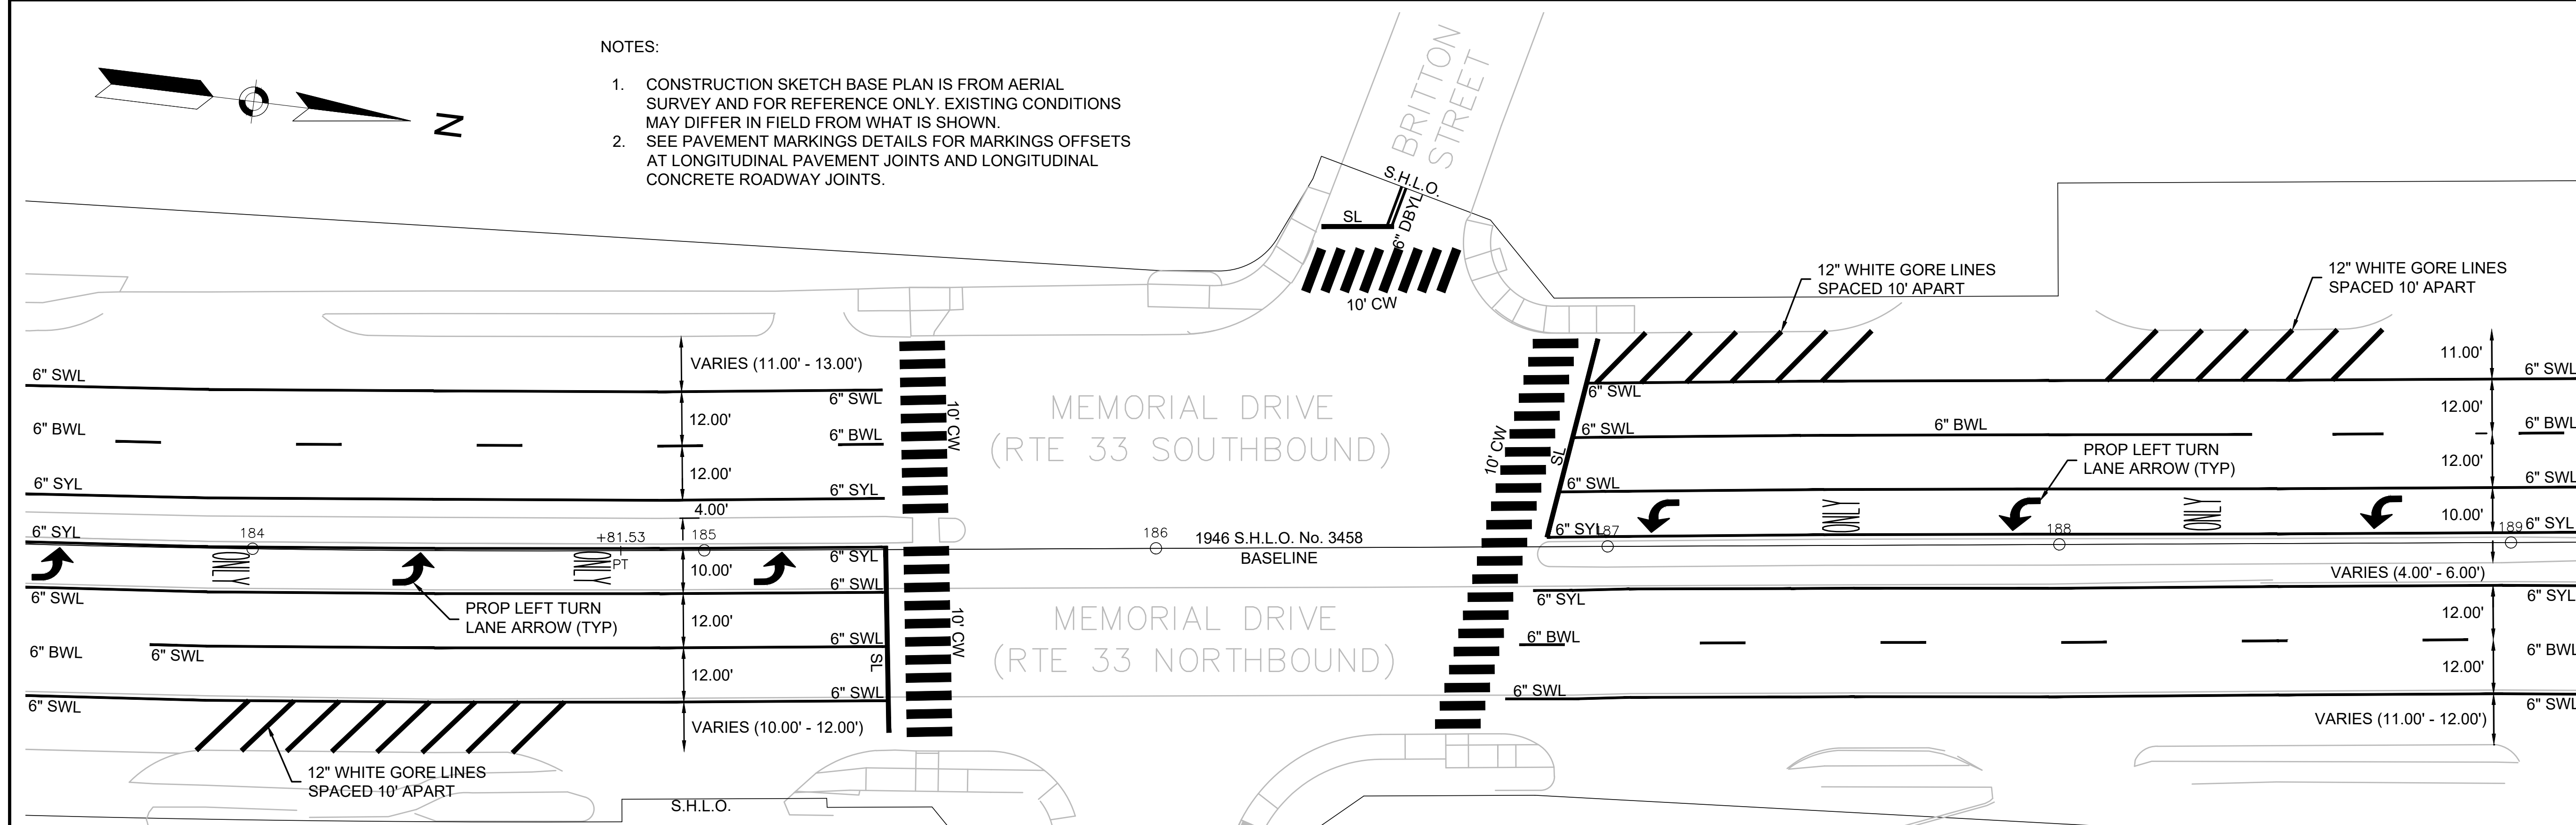 NOTES:
1. CONSTRUCTION SKETCH BASE PLAN IS FROM AERIAL
SURVEY AND FOR REFERENCE ONLY. EXISTING CONDITIONS
MAY DIFFER IN FIELD FROM WHAT IS SHOWN.
2. SEE PAVEMENT MARKINGS DETAILS FOR MARKINGS OFFSETS
AT LONGITUDINAL PAVEMENT JOINTS AND LONGITUDINAL
CONCRETE ROADWAY JOINTS.
N
BRITTON
STREET
S.H.L.O.
SL
6" DBYL
10' CW
12" WHITE GORE LINES
SPACED 10' APART
12" WHITE GORE LINES
SPACED 10' APART
VARIES (11.00' - 13.00')
11.00'
6" SWL
6" SWL
6" SWL
6" SWL
12.00'
10' CW
MEMORIAL DRIVE
(RTE 33 SOUTHBOUND)
12.00'
6" BWL
6" BWL
10' CW
SL
6" SWL
6" BWL
6" BWL
PROP LEFT TURN
LANE ARROW (TYP)
12.00'
12.00'
6" SYL
6" SYL
6" SWL
6" SWL
4.00'
ONLY
ONLY
10.00'
6" SYL
184
+81.53
PT
185
186
1946 S.H.L.O. No. 3458
BASELINE
6" SYL
187
188
189
6" SYL
ONLY
ONLY
10.00'
6" SYL
6" SWL
VARIES (4.00' - 6.00')
6" SWL
PROP LEFT TURN
LANE ARROW (TYP)
12.00'
10' CW
MEMORIAL DRIVE
(RTE 33 NORTHBOUND)
6" SYL
12.00'
6" SYL
6" BWL
6" SWL
6" SWL
SL
6" BWL
6" BWL
12.00'
12.00'
6" SWL
6" SWL
6" SWL
6" SWL
VARIES (10.00' - 12.00')
VARIES (11.00' - 12.00')
12" WHITE GORE LINES
SPACED 10' APART
S.H.L.O.